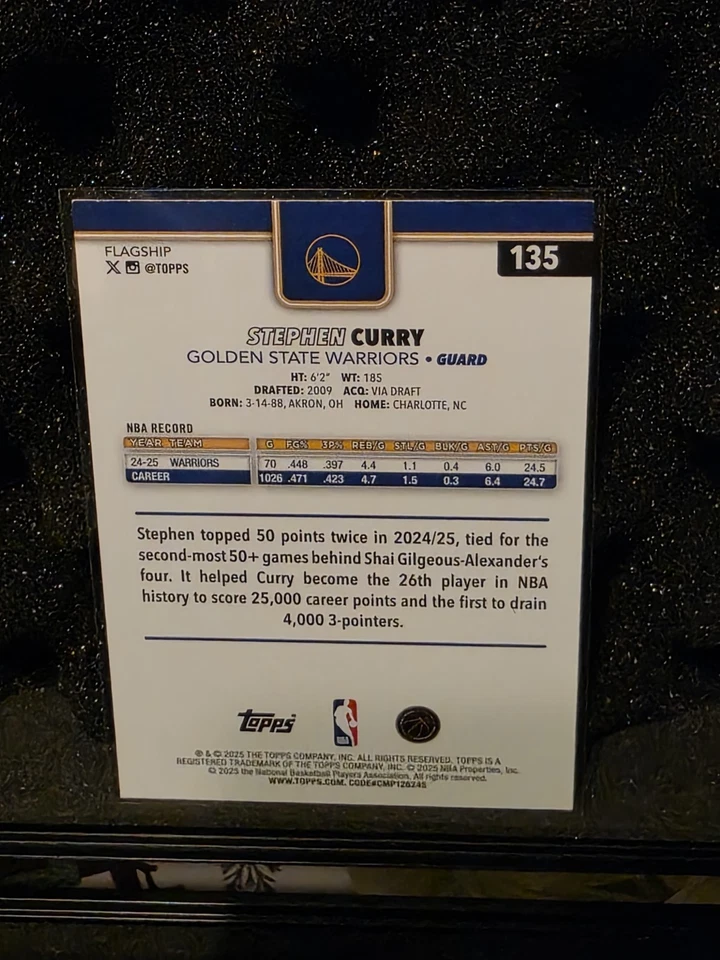 FLAGSHIP
X @TOPPS
135
STEPHEN CURRY
GOLDEN STATE WARRIORS • GUARD
HT: 6'2" WT: 185
DRAFTED: 2009 ACQ: VIA DRAFT
BORN: 3-14-88, AKRON, OH HOME: CHARLOTTE, NC
NBA RECORD
YEAR TEAM G FG% 3P% REB/G STL/G BLK/G AST/G PTS/G
24-25 WARRIORS 70 .448 .397 4.4 1.1 0.4 6.0 24.5
CAREER 1026 .471 .423 4.7 1.5 0.3 6.4 24.7
Stephen topped 50 points twice in 2024/25, tied for the
second-most 50+ games behind Shai Gilgeous-Alexander's
four. It helped Curry become the 26th player in NBA
history to score 25,000 career points and the first to drain
4,000 3-pointers.
Topps
® & © 2025 THE TOPPS COMPANY, INC. ALL RIGHTS RESERVED. TOPPS IS A
REGISTERED TRADEMARK OF THE TOPPS COMPANY, INC. © 2025 NBA Properties, Inc.
© 2025 the National Basketball Players Association. All rights reserved.
WWW.TOPPS.COM. CODE#CMP126245